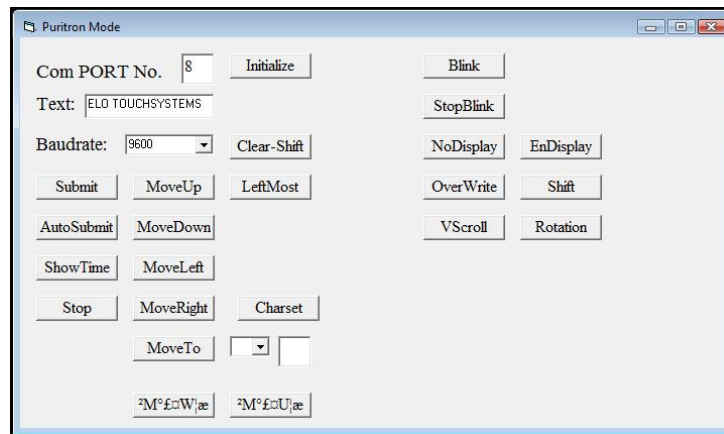 Puritron Mode
Com PORT No. 8 Initialize Blink
Text: ELO TOUCHSYSTEMS StopBlink
Baudrate: 9600 Clear-Shift NoDisplay EnDisplay
Submit MoveUp LeftMost OverWrite Shift
AutoSubmit MoveDown VScroll Rotation
ShowTime MoveLeft
Stop MoveRight Charset
MoveTo
²M°£¤W¦æ ²M°£¤U¦æ